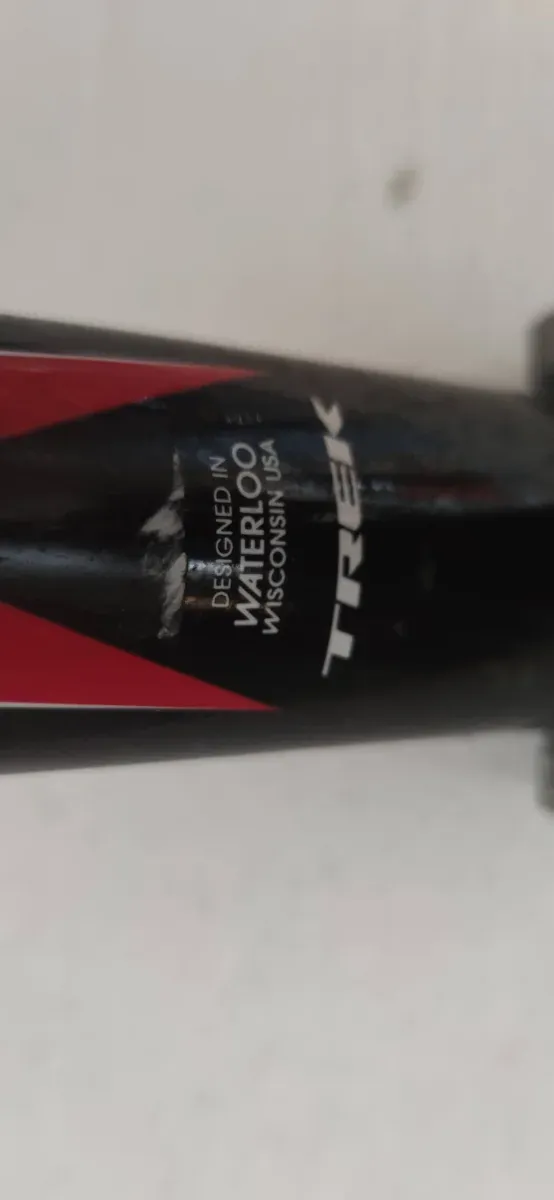 DESIGNED IN
WATERLOO
WISCONSIN USA
TREK